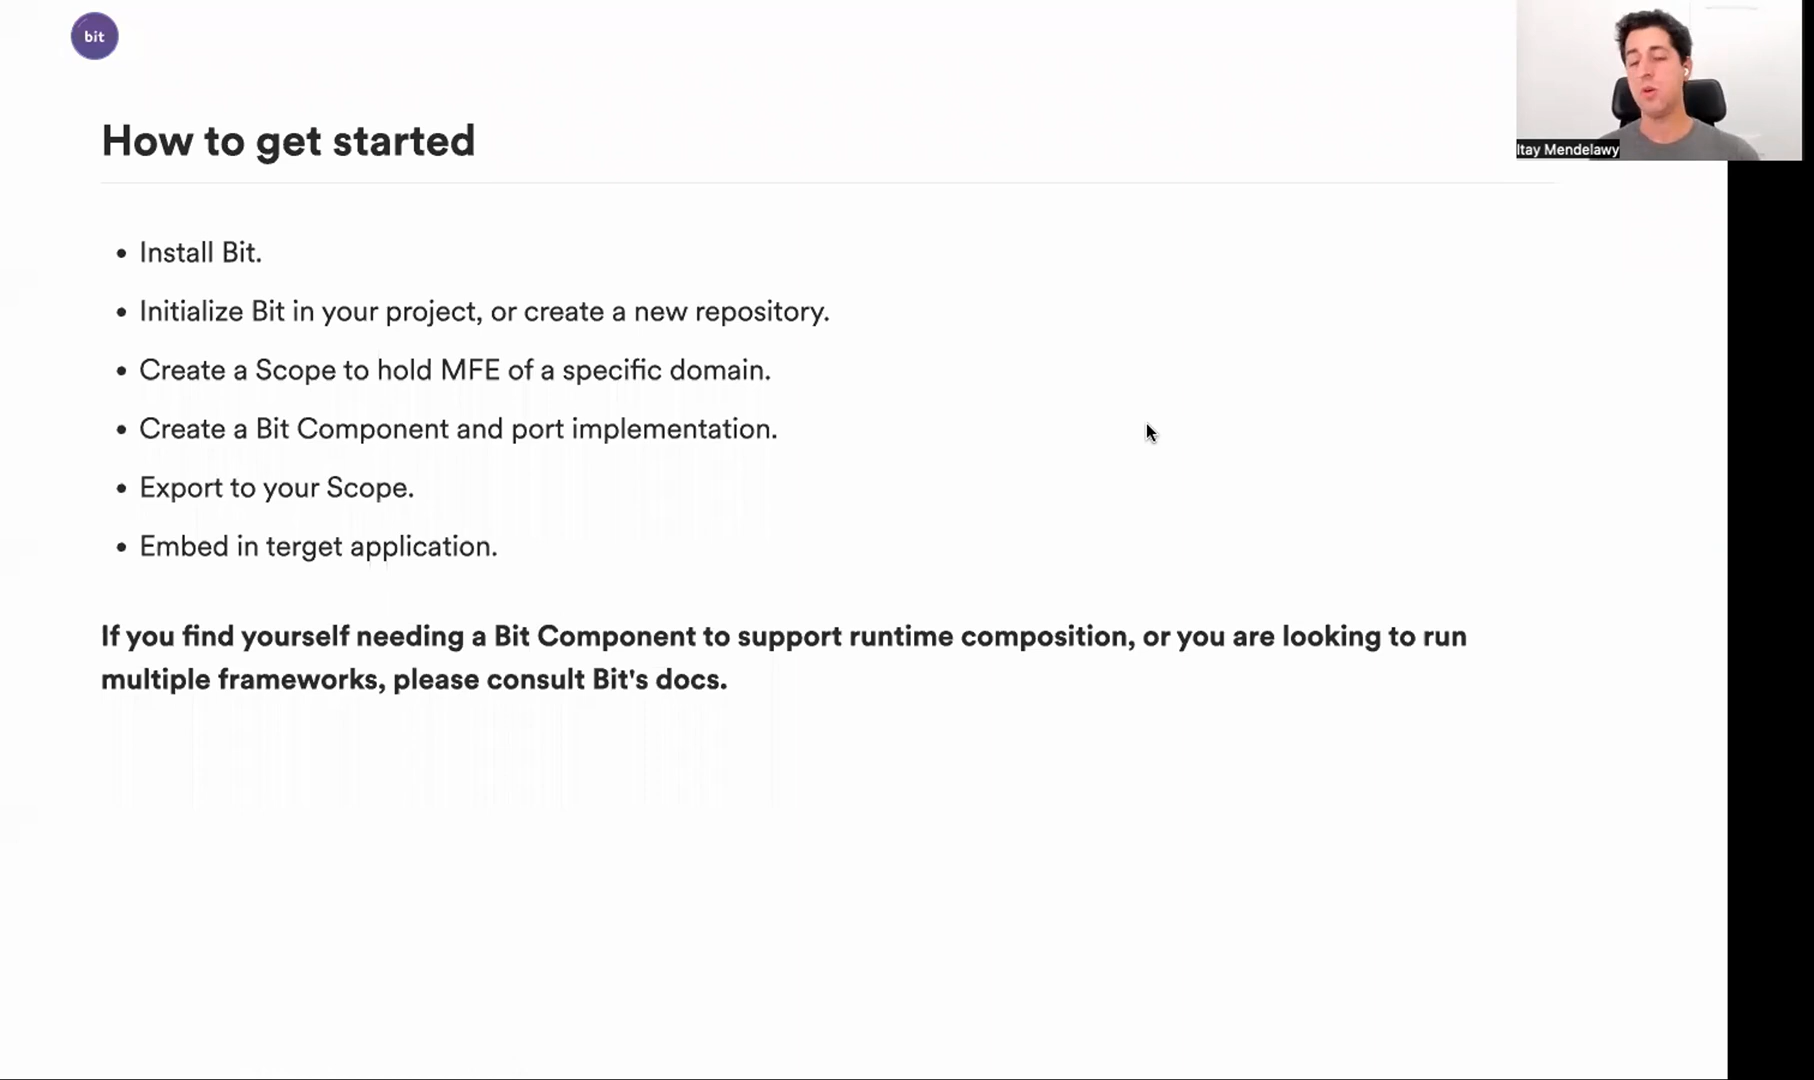 bit
Itay Mendelawy
How to get started
• Install Bit.
• Initialize Bit in your project, or create a new repository.
• Create a Scope to hold MFE of a specific domain.
• Create a Bit Component and port implementation.
• Export to your Scope.
• Embed in terget application.
If you find yourself needing a Bit Component to support runtime composition, or you are looking to run
multiple frameworks, please consult Bit's docs.